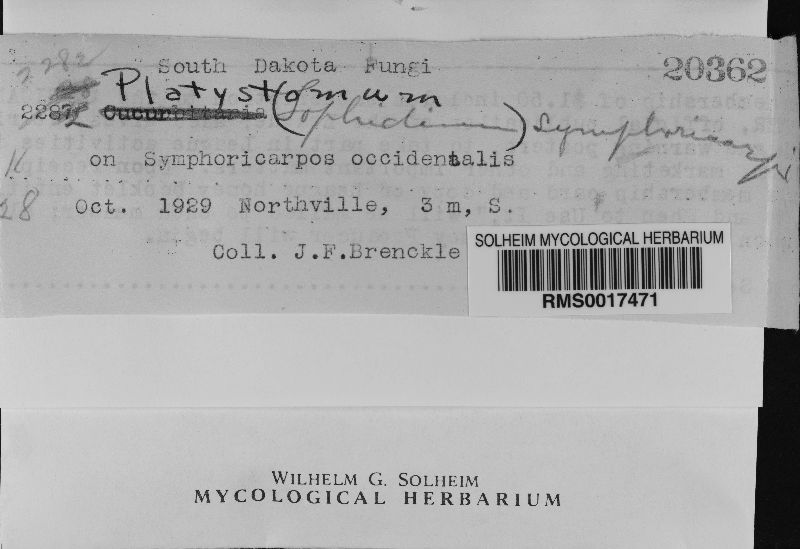 2282
South Dakota Fungi
20362
Platystomum
2287 Cucurbitaria (Lophidium) Symphoricarpi
on Symphoricarpos occidentalis
28 Oct. 1929 Northville, 3 m, S.
Coll. J.F.Brenckle
SOLHEIM MYCOLOGICAL HERBARIUM
RMS0017471
WILHELM G. SOLHEIM
MYCOLOGICAL HERBARIUM